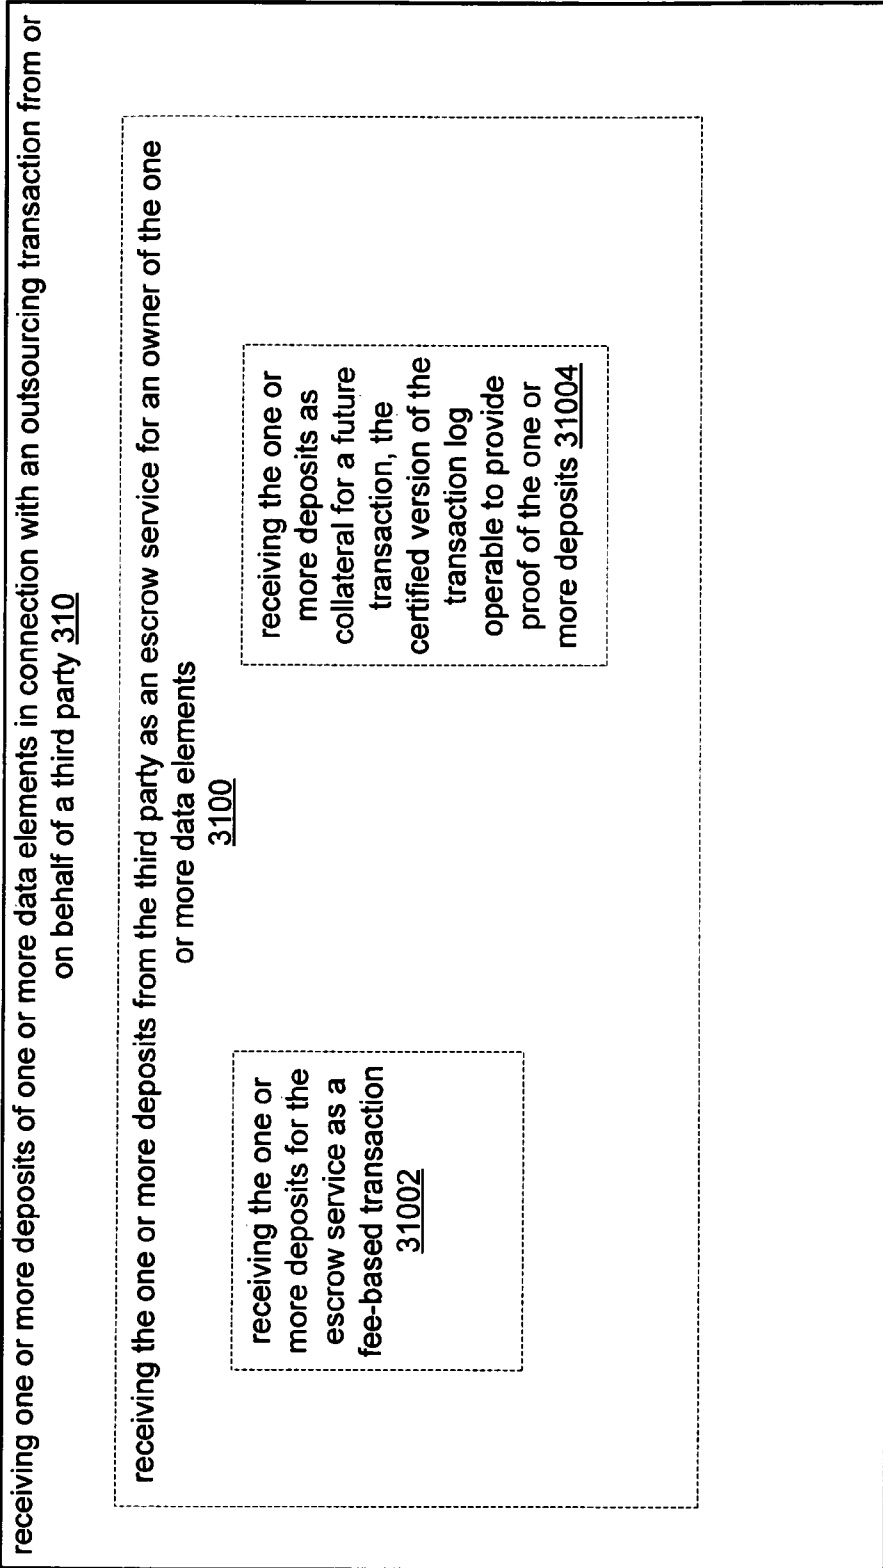 receiving one or more deposits of one or more data elements in connection with an outsourcing transaction from or
on behalf of a third party 310
receiving the one or more deposits from the third party as an escrow service for an owner of the one
or more data elements
3100
receiving the one or
more deposits for the
escrow service as a
fee-based transaction
31002
receiving the one or
more deposits as
collateral for a future
transaction, the
certified version of the
transaction log
operable to provide
proof of the one or
more deposits 31004